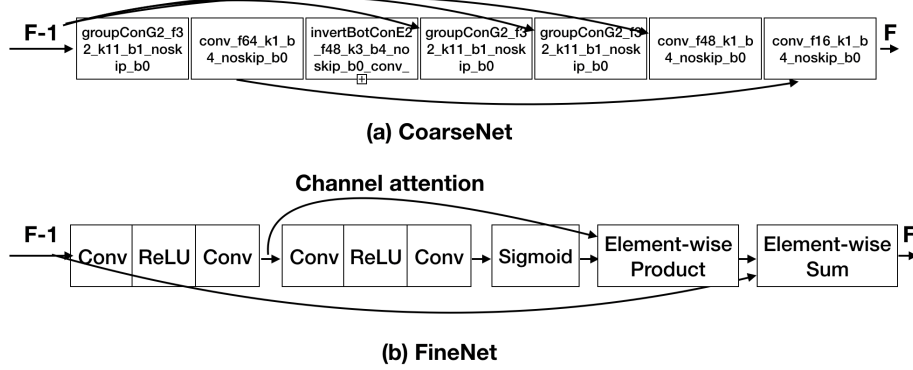 F-1
groupConG2_f3
2_k11_b1_nosk
ip_b0
conv_f64_k1_b
4_noskip_b0
invertBotConE2
_f48_k3_b4_no
skip_b0_conv_
groupConG2_f3
2_k11_b1_nosk
ip_b0
groupConG2_f3
2_k11_b1_nosk
ip_b0
conv_f48_k1_b
4_noskip_b0
conv_f16_k1_b
4_noskip_b0
F
(a) CoarseNet
Channel attention
F-1
Conv
ReLU
Conv
Conv
ReLU
Conv
Sigmoid
Element-wise
Product
Element-wise
Sum
F
(b) FineNet